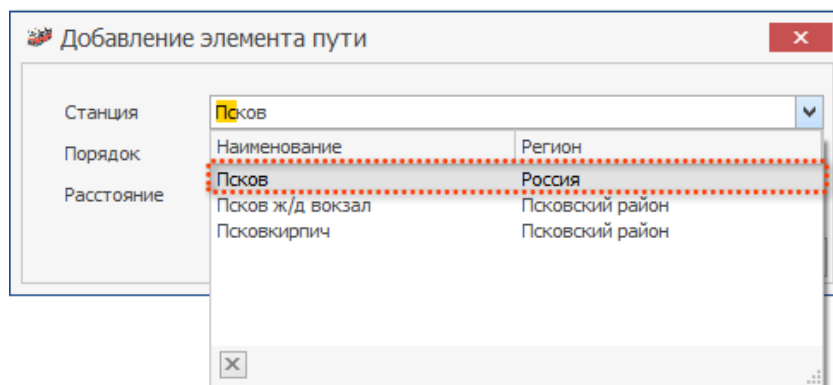 Добавление элемента пути
Станция Псков
Порядок Наименование Регион
Псков Россия
Расстояние Псков ж/д вокзал Псковский район
Псковкирпич Псковский район